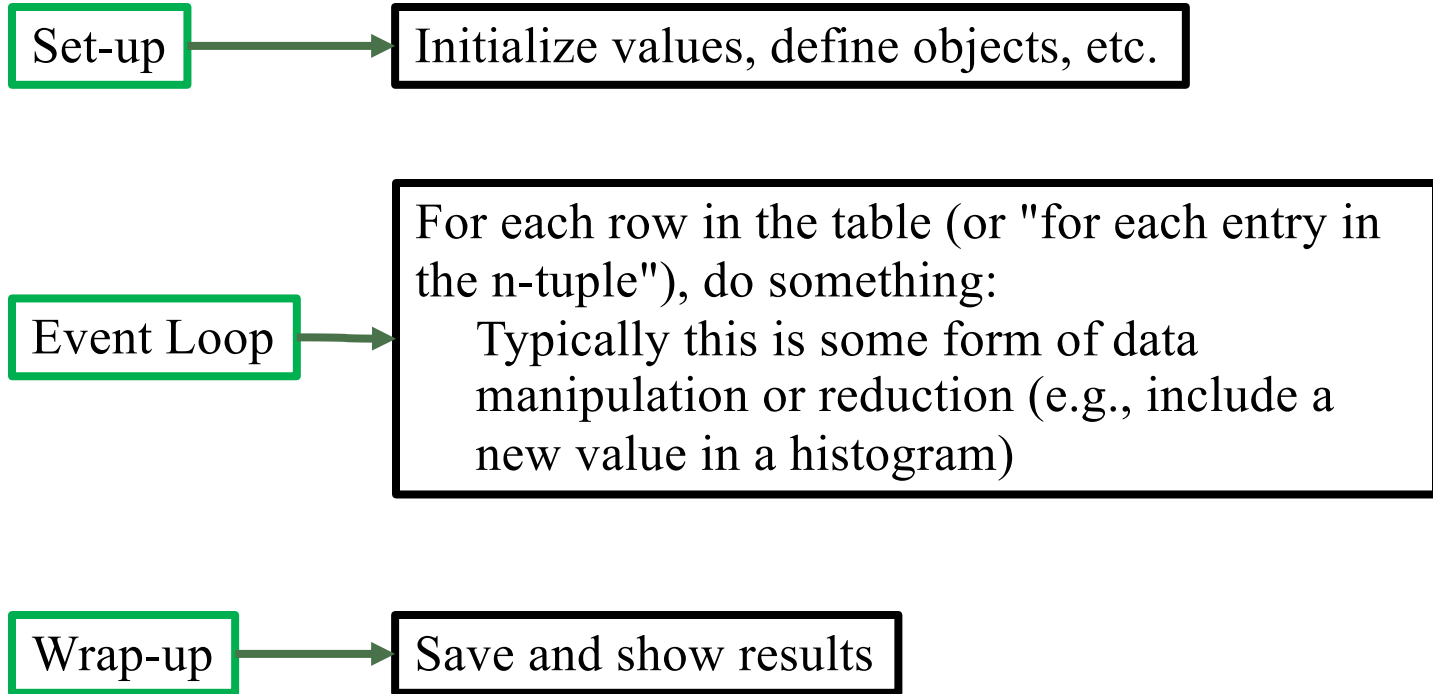 Set-up
Initialize values, define objects, etc.
Event Loop
For each row in the table (or "for each entry in
the n-tuple"), do something:
Typically this is some form of data
manipulation or reduction (e.g., include a
new value in a histogram)
Wrap-up
Save and show results